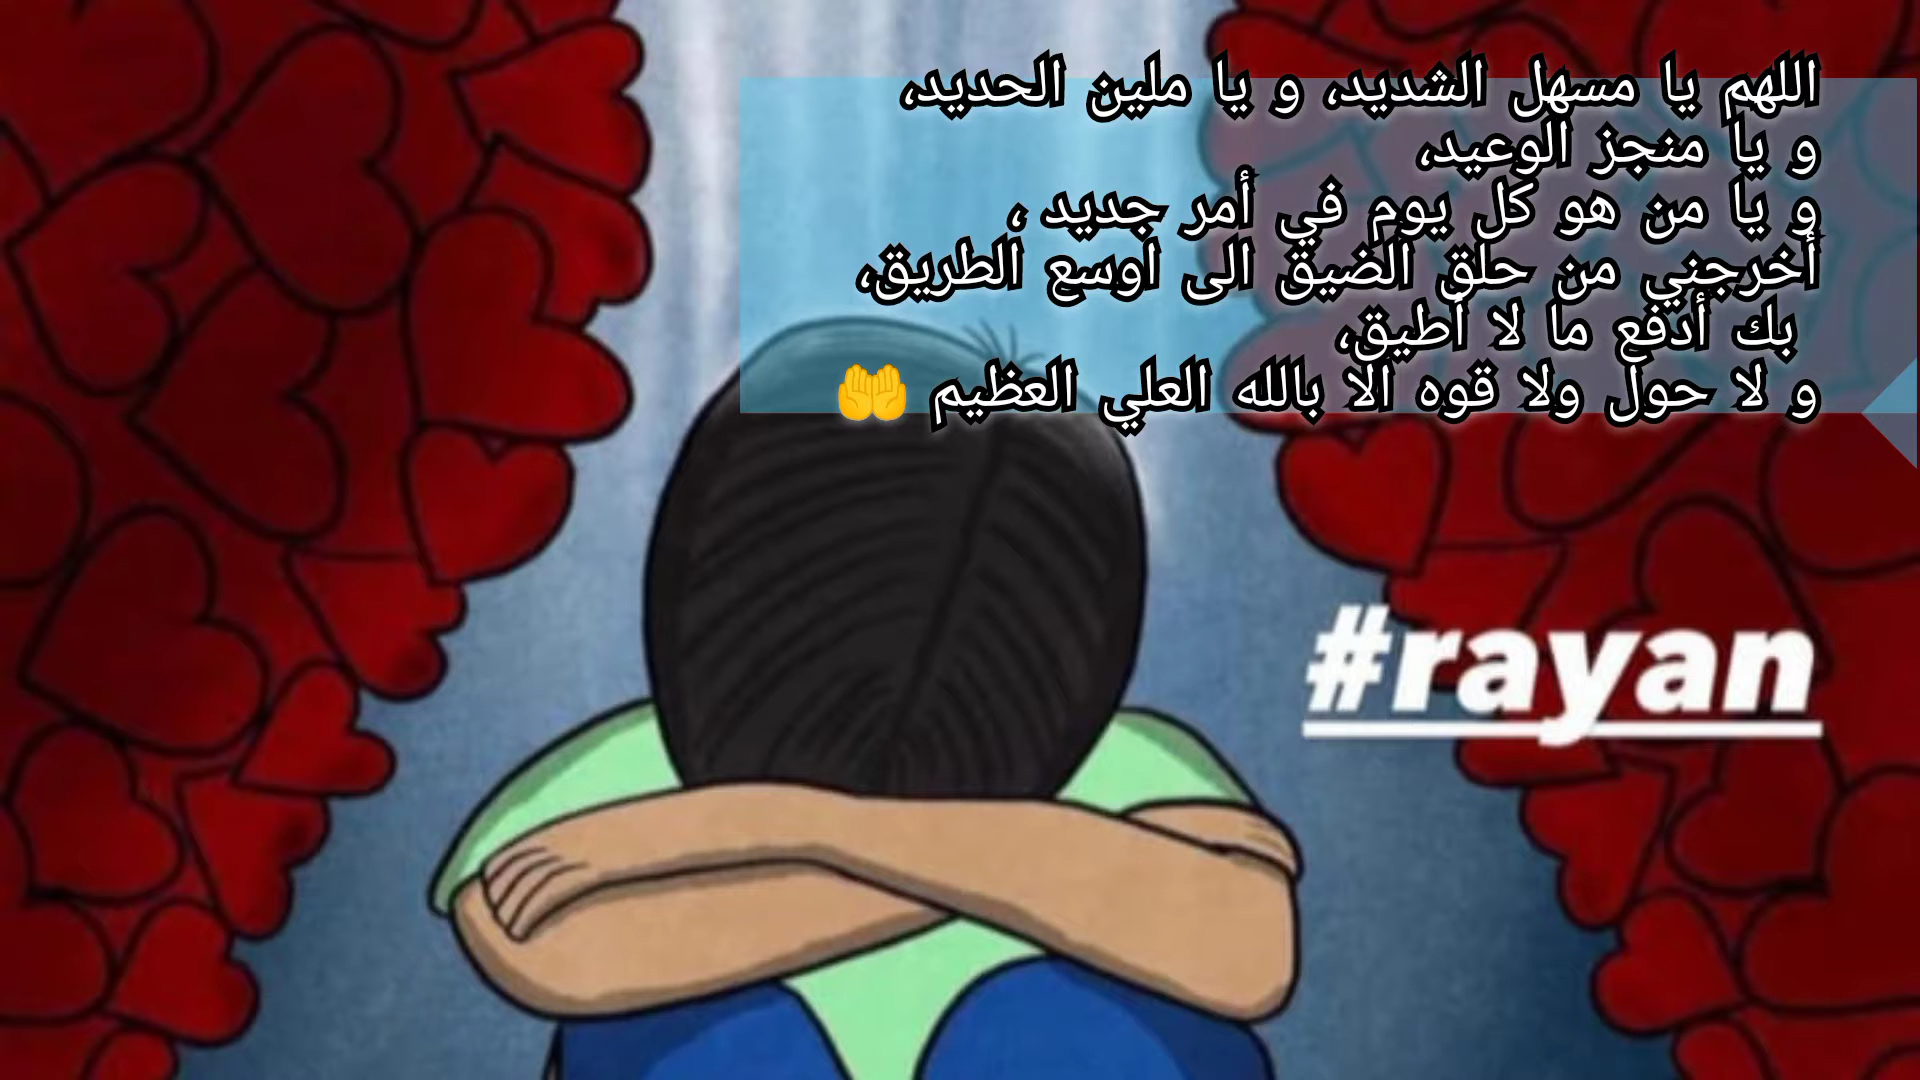 اللهم يا مسهل الشديد، و يا ملين الحديد،
و يا منجز الوعيد،
و يا من هو كل يوم في أمر جديد ،
أخرجني من حلق الضيق الى اوسع الطريق،
بك أدفع ما لا أطيق،
و لا حول ولا قوه الا بالله العلي العظيم 🤲
#rayan